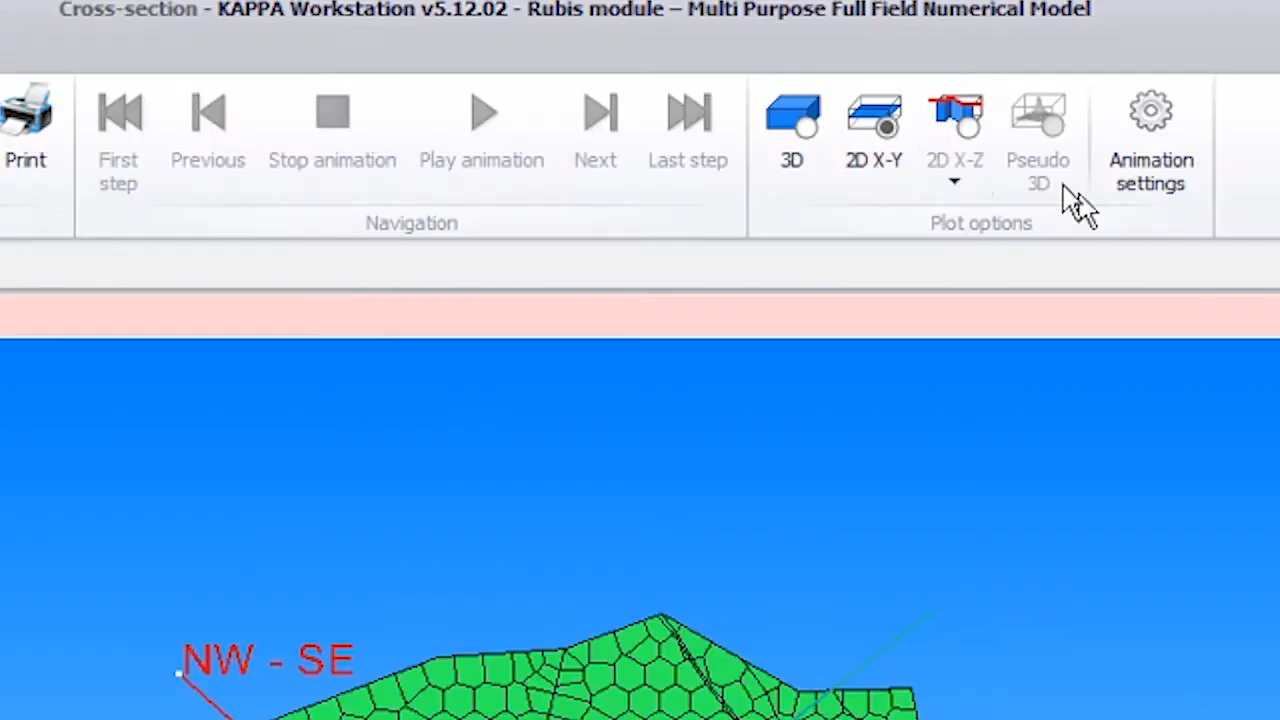 Cross-section - KAPPA Workstation v5.12.02 - Rubis module – Multi Purpose Full Field Numerical Model
Print
First step
Previous
Stop animation
Play animation
Next
Last step
3D
2D X-Y
2D X-Z
Pseudo 3D
Animation settings
Navigation
Plot options
NW - SE